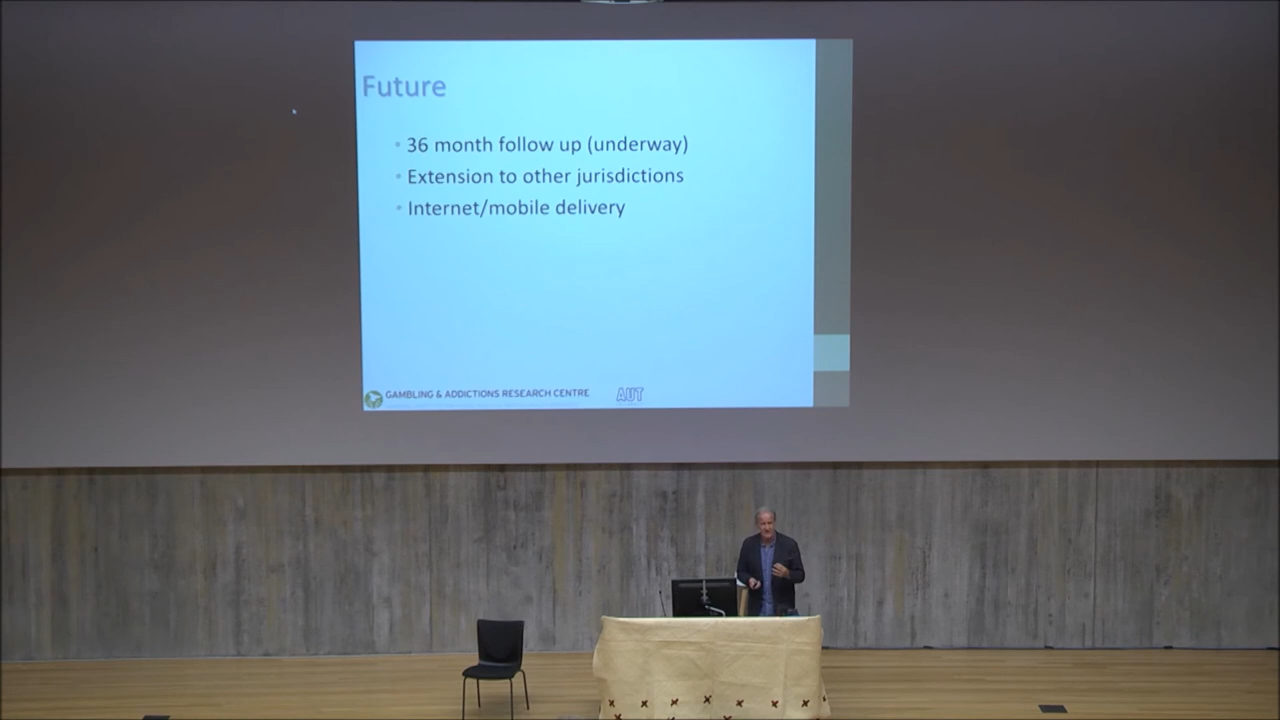 Future
36 month follow up (underway)
Extension to other jurisdictions
Internet/mobile delivery
GAMBLING & ADDICTIONS RESEARCH CENTRE
AUT